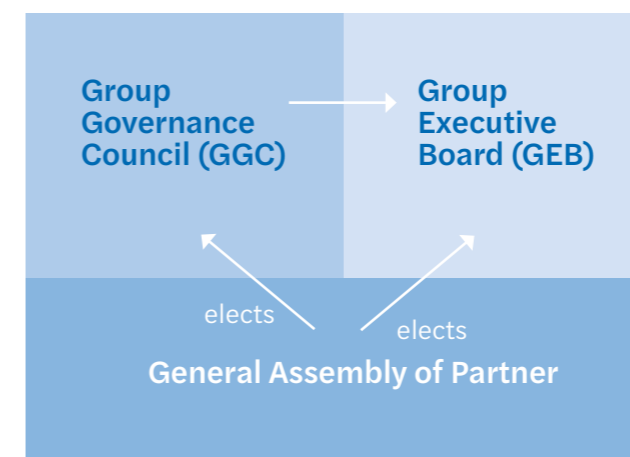 Group
Governance
Council (GGC)
Group
Executive
Board (GEB)
elects
elects
General Assembly of Partner